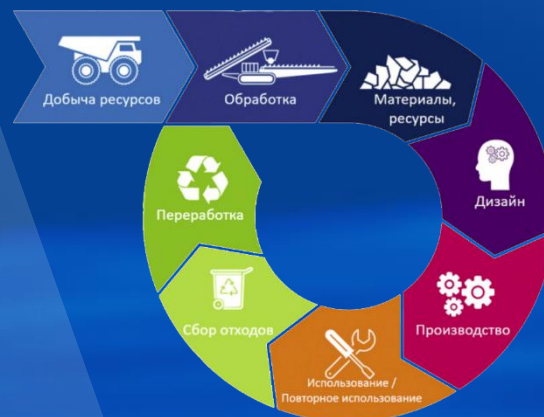 Добыча ресурсов
Обработка
Материалы,
ресурсы
Дизайн
Производство
Использование /
Повторное использование
Сбор отходов
Переработка